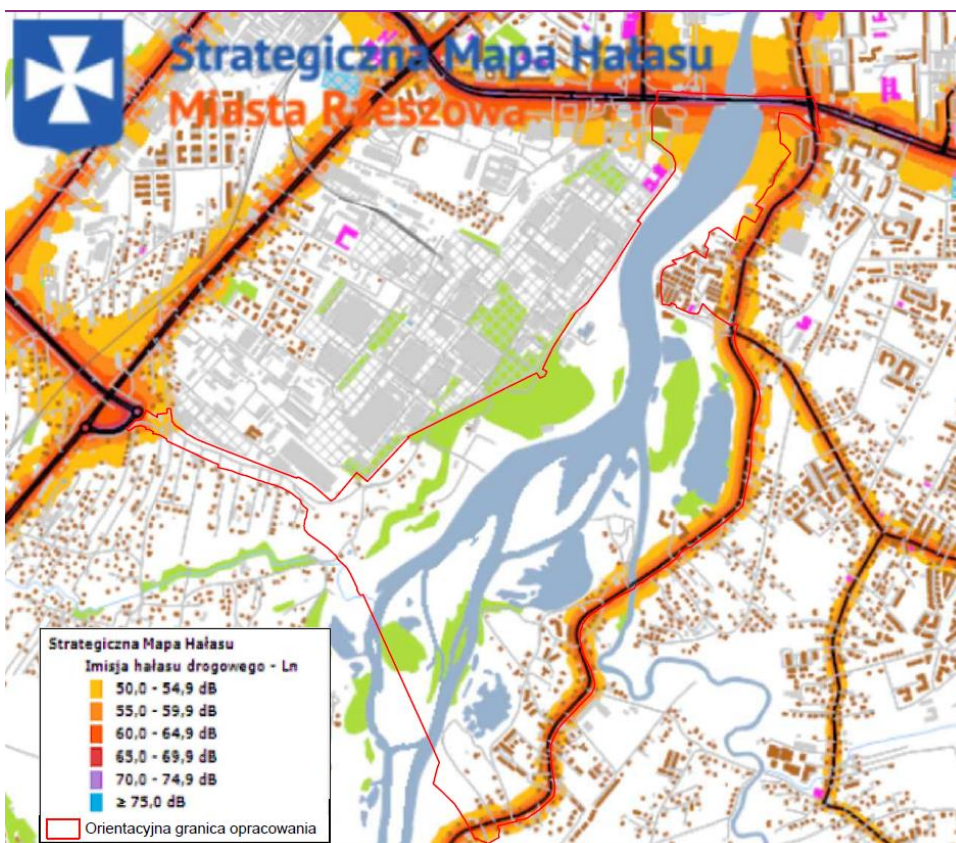 Strategiczna Mapa Hałasu
Miasta Rzeszowa
Strategiczna Mapa Hałasu
Imisja hałasu drogowego - Ln
50,0 - 54,9 dB
55,0 - 59,9 dB
60,0 - 64,9 dB
65,0 - 69,9 dB
70,0 - 74,9 dB
≥ 75,0 dB
Orientacyjna granica opracowania